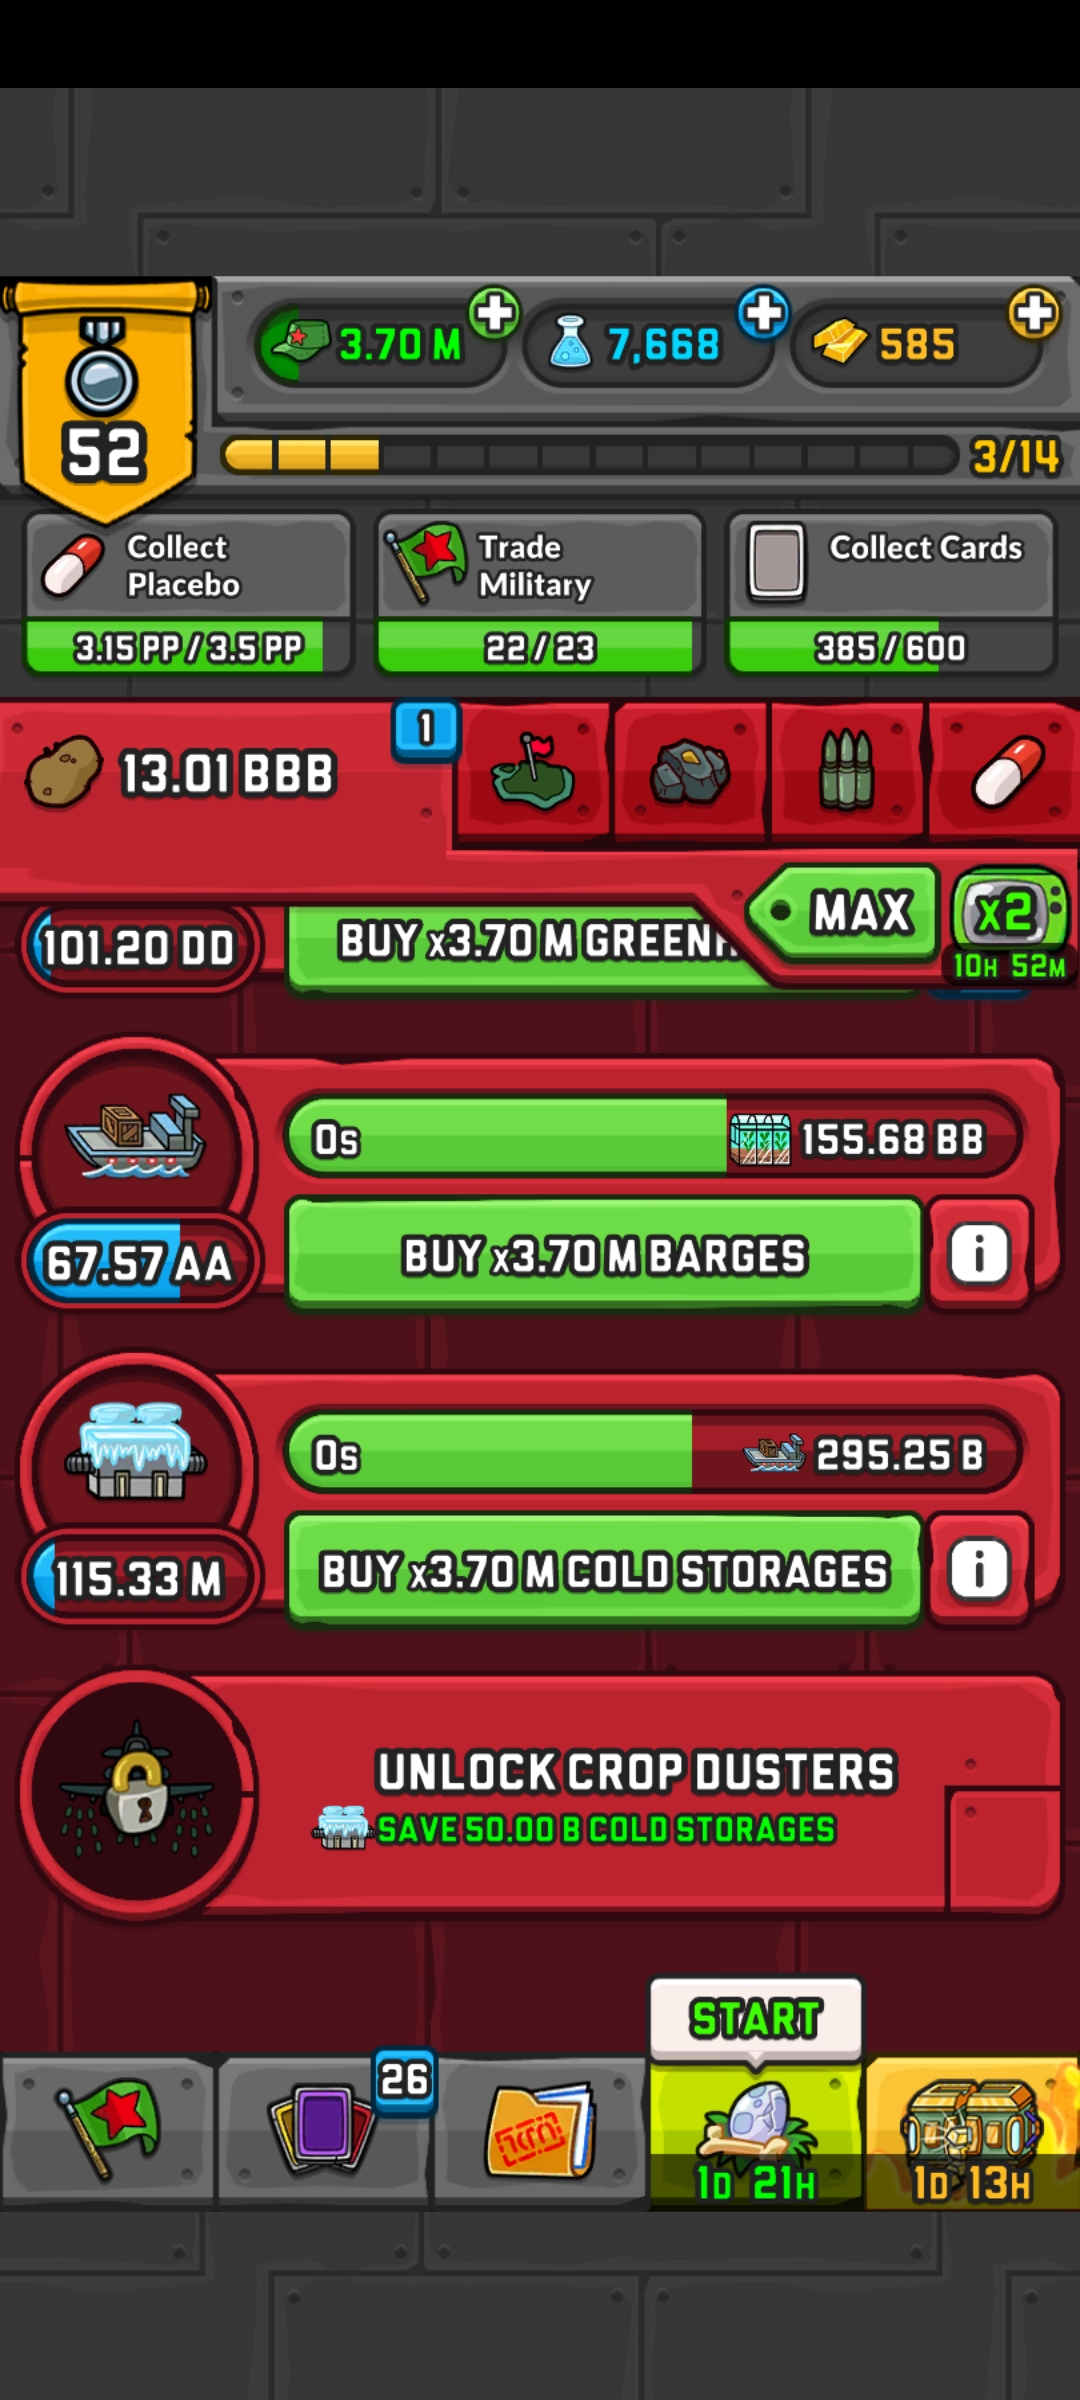 3.70 M
7,668
585
52
3/14
Collect
Placebo
Trade
Military
Collect Cards
3.15 PP / 3.5 PP
22 / 23
385 / 600
13.01 BBB
1
MAX
x2
10H 52M
101.20 DD
BUY x3.70 M GREENH
0s
155.68 BB
67.57 AA
BUY x3.70 M BARGES
i
0s
295.25 B
115.33 M
BUY x3.70 M COLD STORAGES
i
UNLOCK CROP DUSTERS
SAVE 50.00 B COLD STORAGES
START
26
1D 21H
1D 13H